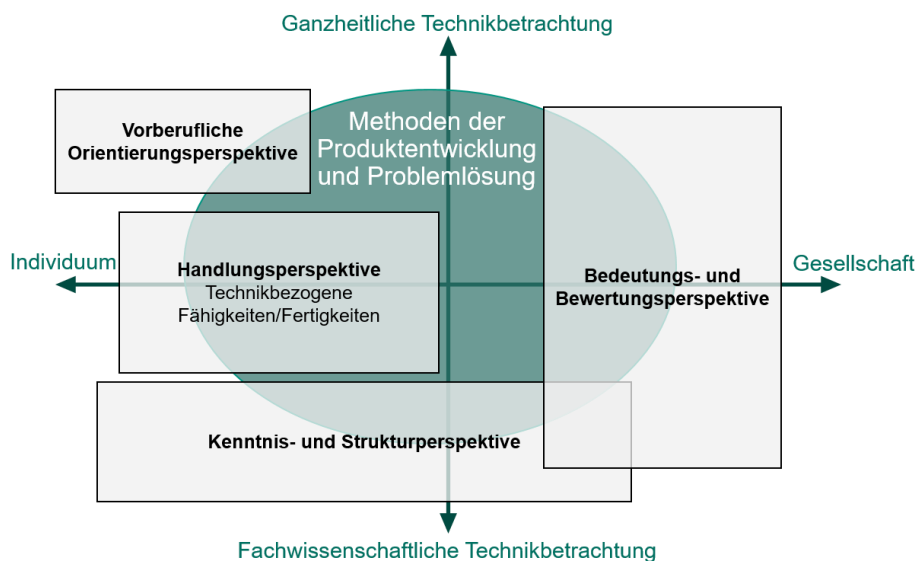 Ganzheitliche Technikbetrachtung
Vorberufliche
Orientierungsperspektive
Methoden der
Produktentwicklung
und Problemlösung
Individuum
Handlungsperspektive
Technikbezogene
Fähigkeiten/Fertigkeiten
Bedeutungs- und
Bewertungsperspektive
Gesellschaft
Kenntnis- und Strukturperspektive
Fachwissenschaftliche Technikbetrachtung